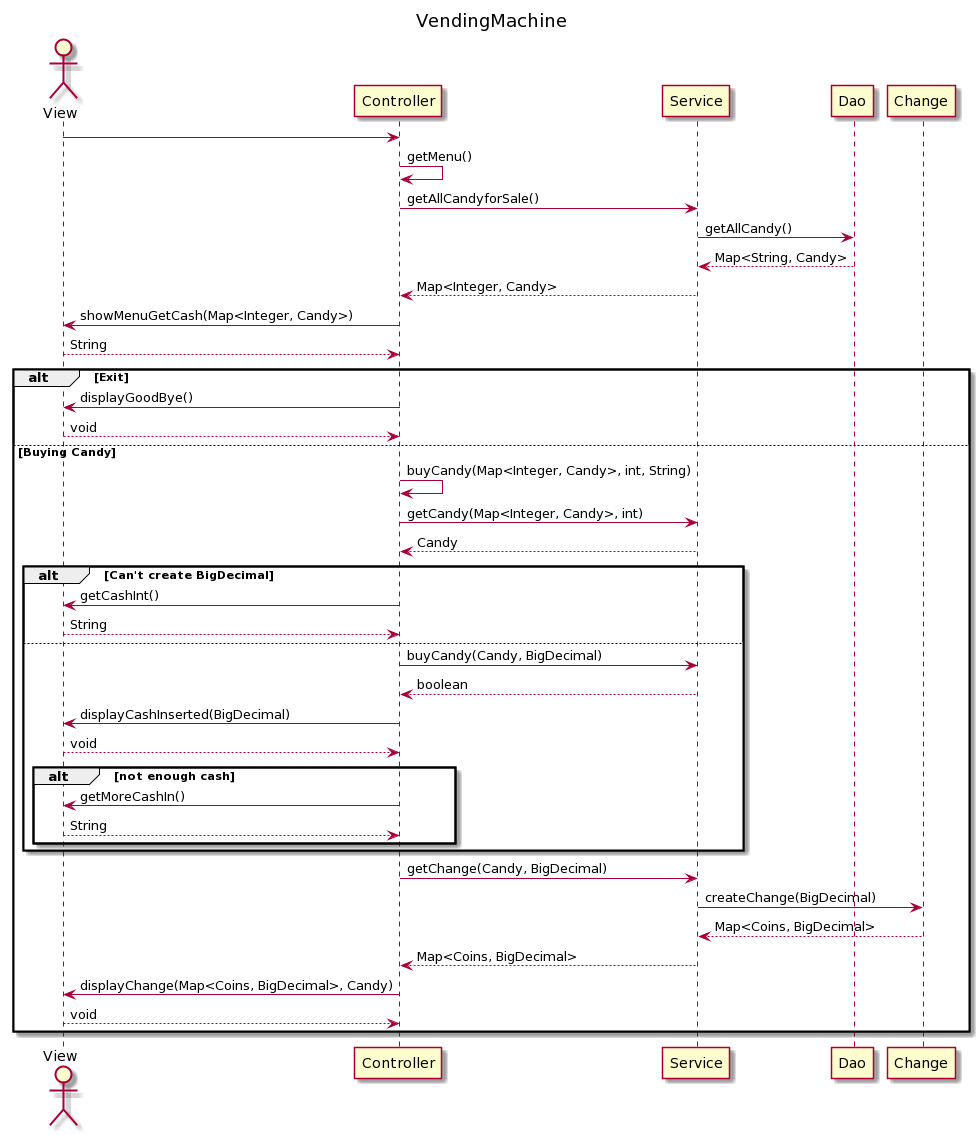 VendingMachine
View
Controller
Service
Dao
Change
getMenu()
getAllCandyforSale()
getAllCandy()
Map<String, Candy>
Map<Integer, Candy>
showMenuGetCash(Map<Integer, Candy>)
String
alt [Exit]
displayGoodBye()
void
[Buying Candy]
buyCandy(Map<Integer, Candy>, int, String)
getCandy(Map<Integer, Candy>, int)
Candy
alt [Can't create BigDecimal]
getCashInt()
String
buyCandy(Candy, BigDecimal)
boolean
displayCashInserted(BigDecimal)
void
alt [not enough cash]
getMoreCashIn()
String
getChange(Candy, BigDecimal)
createChange(BigDecimal)
Map<Coins, BigDecimal>
Map<Coins, BigDecimal>
displayChange(Map<Coins, BigDecimal>, Candy)
void
View
Controller
Service
Dao
Change